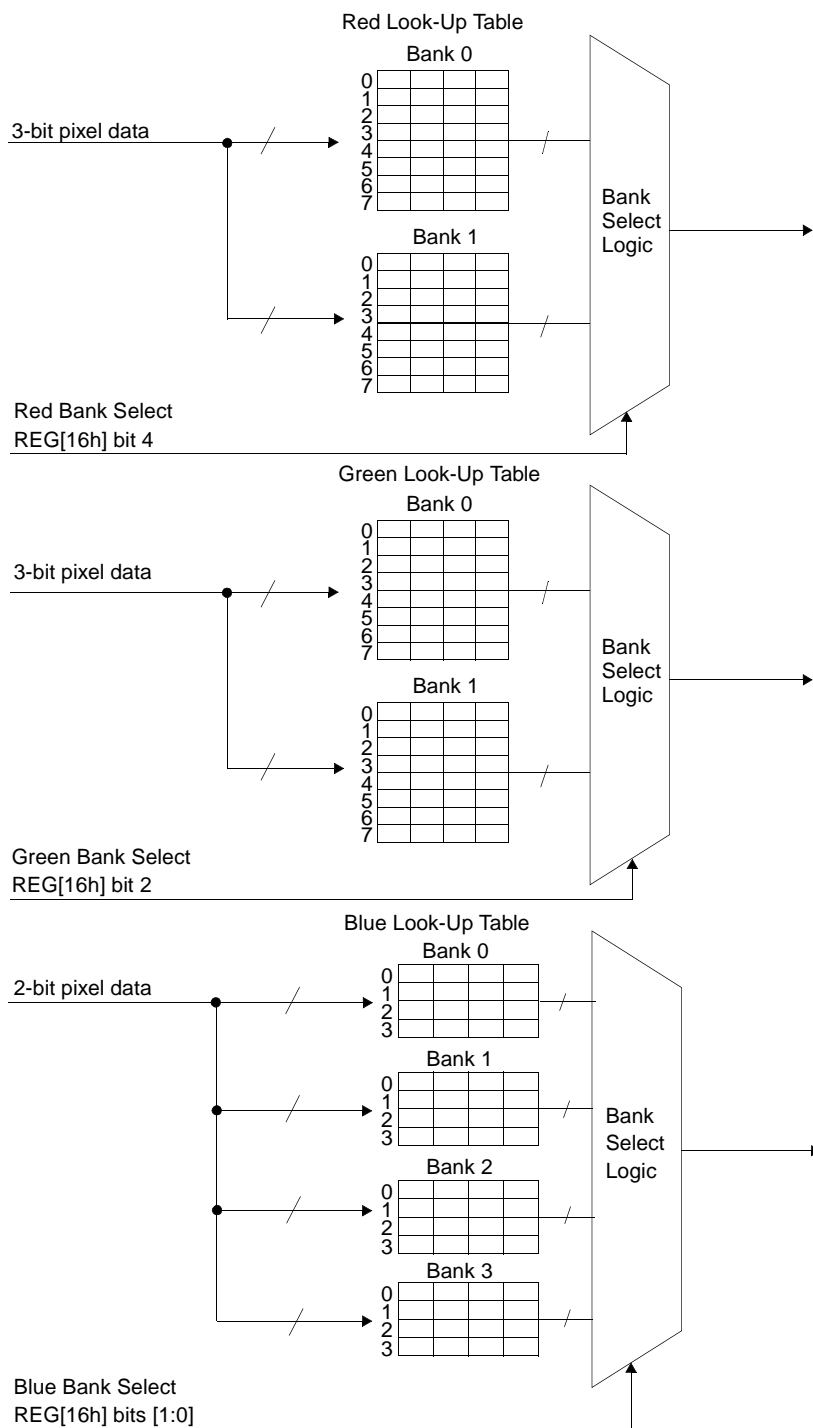 Red Look-Up Table
Bank 0
0
1
2
3
4
5
6
7
3-bit pixel data
Bank 1
0
1
2
3
4
5
6
7
Bank
Select
Logic
Red Bank Select
REG[16h] bit 4
Green Look-Up Table
Bank 0
0
1
2
3
4
5
6
7
3-bit pixel data
Bank 1
0
1
2
3
4
5
6
7
Bank
Select
Logic
Green Bank Select
REG[16h] bit 2
Blue Look-Up Table
Bank 0
0
1
2
3
2-bit pixel data
Bank 1
0
1
2
3
Bank 2
0
1
2
3
Bank 3
0
1
2
3
Bank
Select
Logic
Blue Bank Select
REG[16h] bits [1:0]